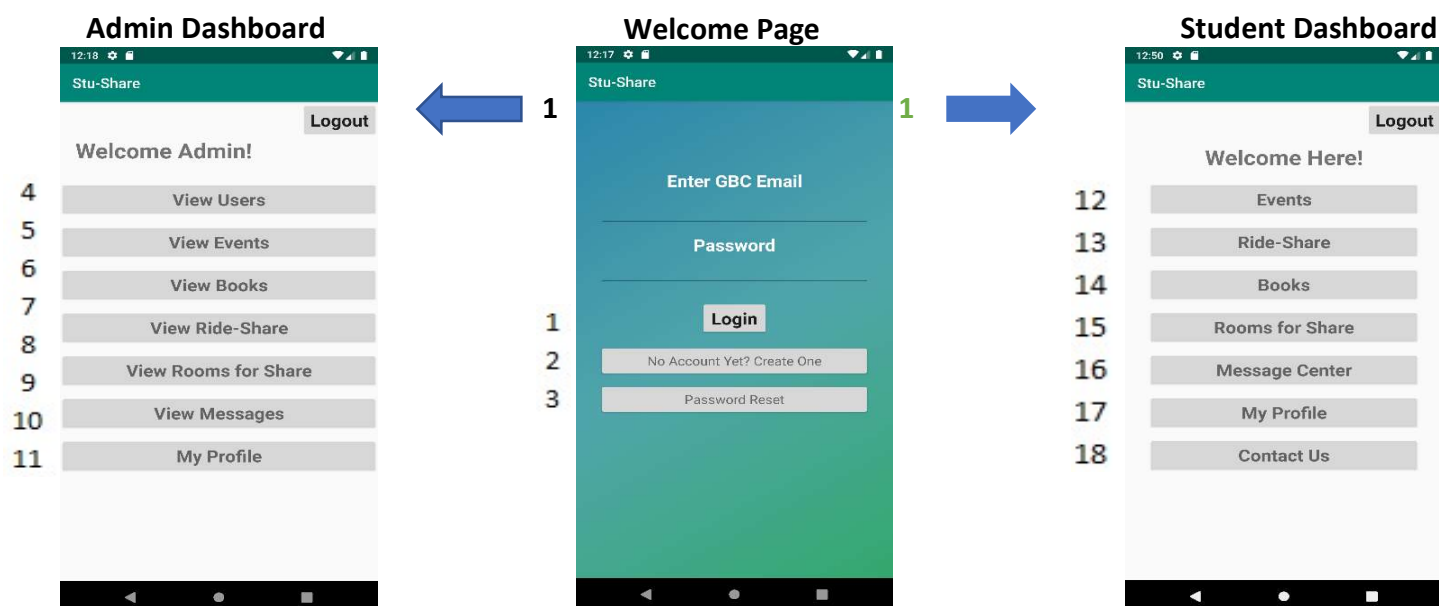 Admin Dashboard
12:18
Stu-Share
Logout
Welcome Admin!
4
View Users
5
View Events
6
View Books
7
View Ride-Share
8
View Rooms for Share
9
View Messages
10
My Profile
11
1
Welcome Page
12:17
Stu-Share
Enter GBC Email
Password
1
Login
2
No Account Yet? Create One
3
Password Reset
1
Student Dashboard
12:50
Stu-Share
Logout
Welcome Here!
12
Events
13
Ride-Share
14
Books
15
Rooms for Share
16
Message Center
17
My Profile
18
Contact Us